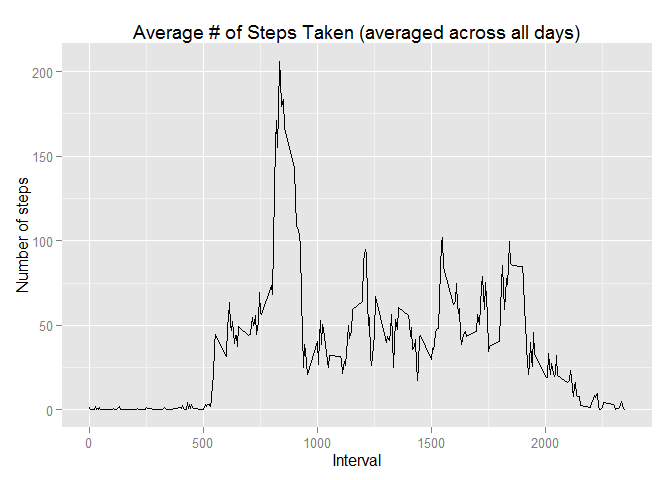 Average # of Steps Taken (averaged across all days)
Number of steps
200
150
100
50
0
0 500 1000 1500 2000
Interval